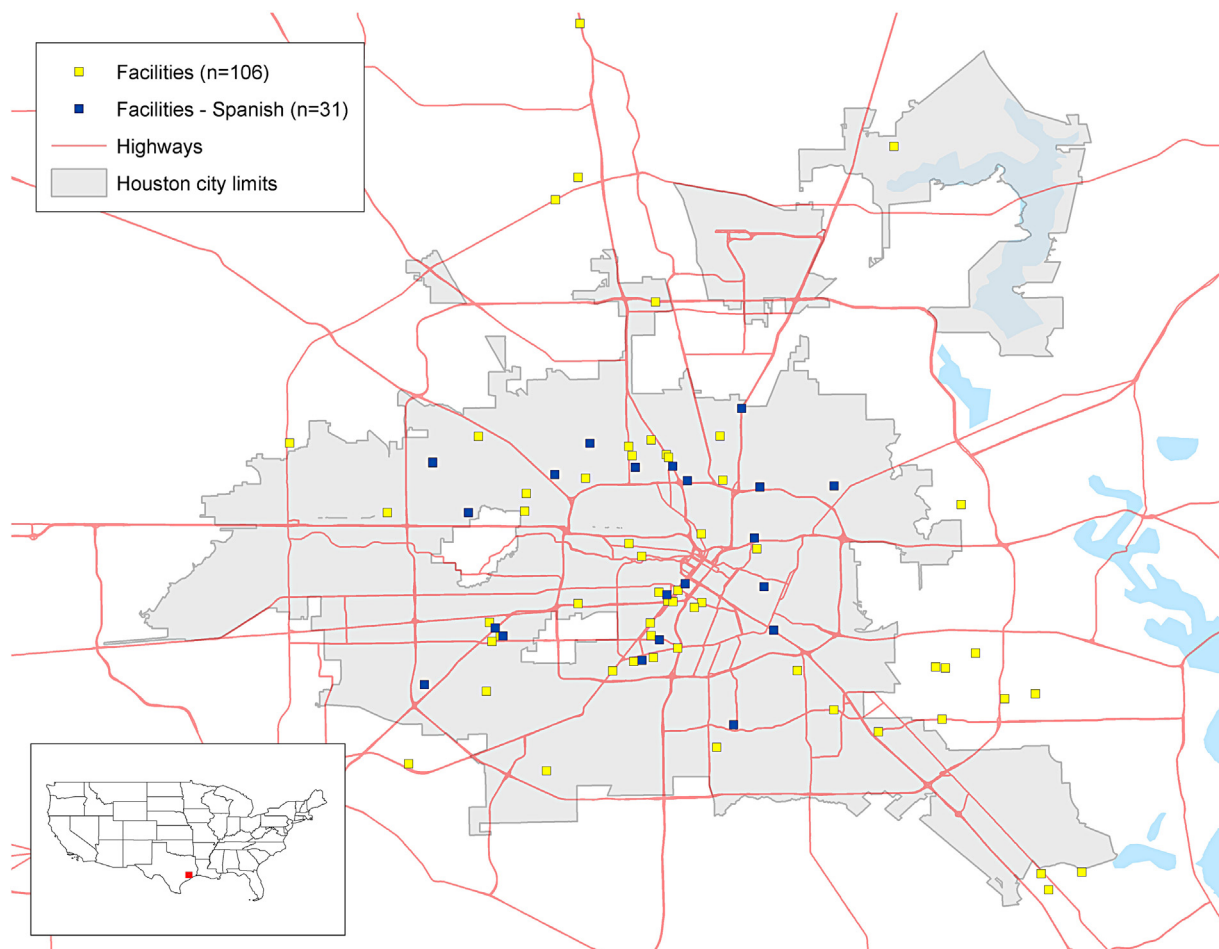 Facilities (n=106)
Facilities - Spanish (n=31)
Highways
Houston city limits